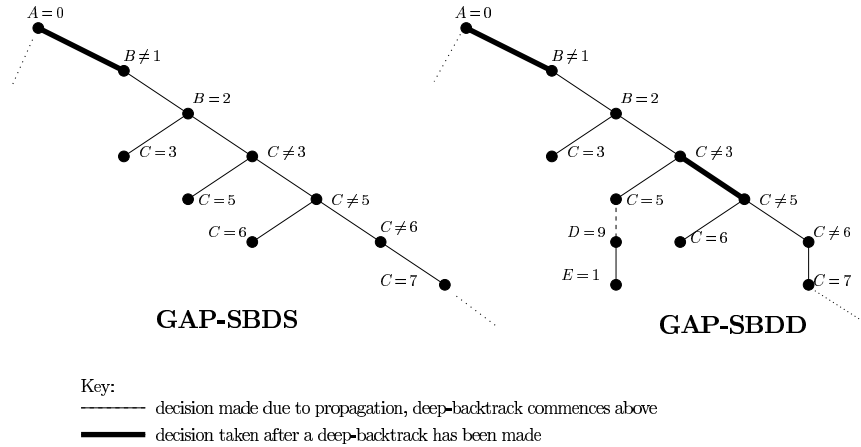 A = 0
B ≠ 1
B = 2
C = 3
C ≠ 3
C = 5
C ≠ 5
C = 6
C ≠ 6
C = 7
GAP-SBDS
A = 0
B ≠ 1
B = 2
C = 3
C ≠ 3
C = 5
C ≠ 5
D = 9
C = 6
C ≠ 6
E = 1
C = 7
GAP-SBDD
Key:
decision made due to propagation, deep-backtrack commences above
decision taken after a deep-backtrack has been made